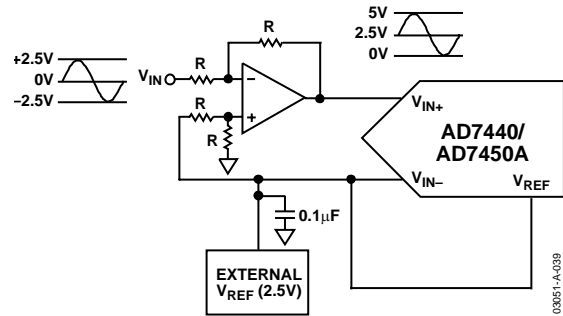 +2.5V
0V
–2.5V
VIN
R
R
R
R
–
+
5V
2.5V
0V
VIN+
AD7440/
AD7450A
VIN–
VREF
0.1μF
EXTERNAL
VREF (2.5V)
03051-A-039